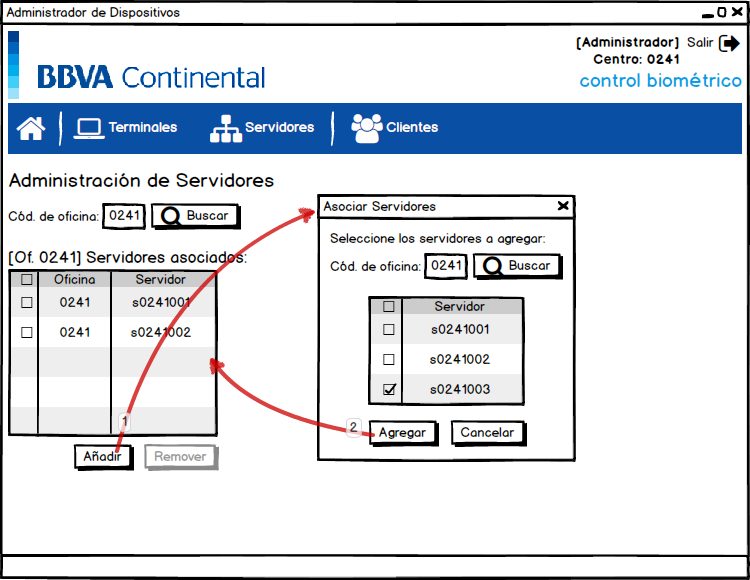 Administrador de Dispositivos
[Administrador] Salir
Centro: 0241
control biométrico
BBVA Continental
Terminales
Servidores
Clientes
Administración de Servidores
Cód. de oficina: 0241 Buscar
[Of. 0241] Servidores asociados:
Oficina Servidor
0241 s0241001
0241 s0241002
1
Añadir Remover
Asociar Servidores
Seleccione los servidores a agregar:
Cód. de oficina: 0241 Buscar
Servidor
s0241001
s0241002
s0241003
2
Agregar Cancelar